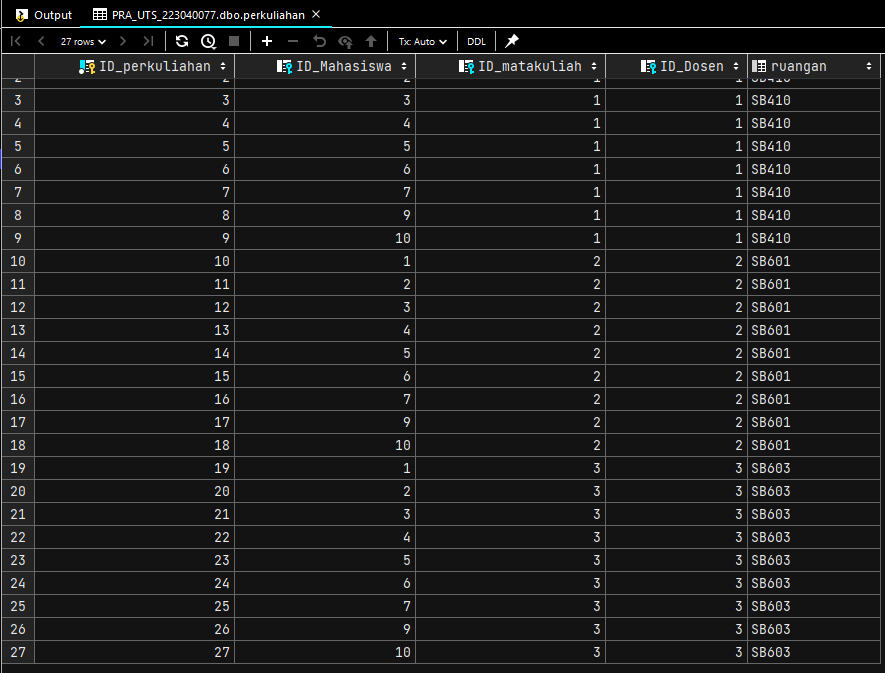 Output PRA_UTS_223040077.dbo.perkuliahan
27 rows Tx: Auto DDL
ID_perkuliahan ID_Mahasiswa ID_matakuliah ID_Dosen ruangan
2 2 2 1 1 SB410
3 3 3 1 1 SB410
4 4 4 1 1 SB410
5 5 5 1 1 SB410
6 6 6 1 1 SB410
7 7 7 1 1 SB410
8 8 9 1 1 SB410
9 9 10 1 1 SB410
10 10 1 2 2 SB601
11 11 2 2 2 SB601
12 12 3 2 2 SB601
13 13 4 2 2 SB601
14 14 5 2 2 SB601
15 15 6 2 2 SB601
16 16 7 2 2 SB601
17 17 9 2 2 SB601
18 18 10 2 2 SB601
19 19 1 3 3 SB603
20 20 2 3 3 SB603
21 21 3 3 3 SB603
22 22 4 3 3 SB603
23 23 5 3 3 SB603
24 24 6 3 3 SB603
25 25 7 3 3 SB603
26 26 9 3 3 SB603
27 27 10 3 3 SB603